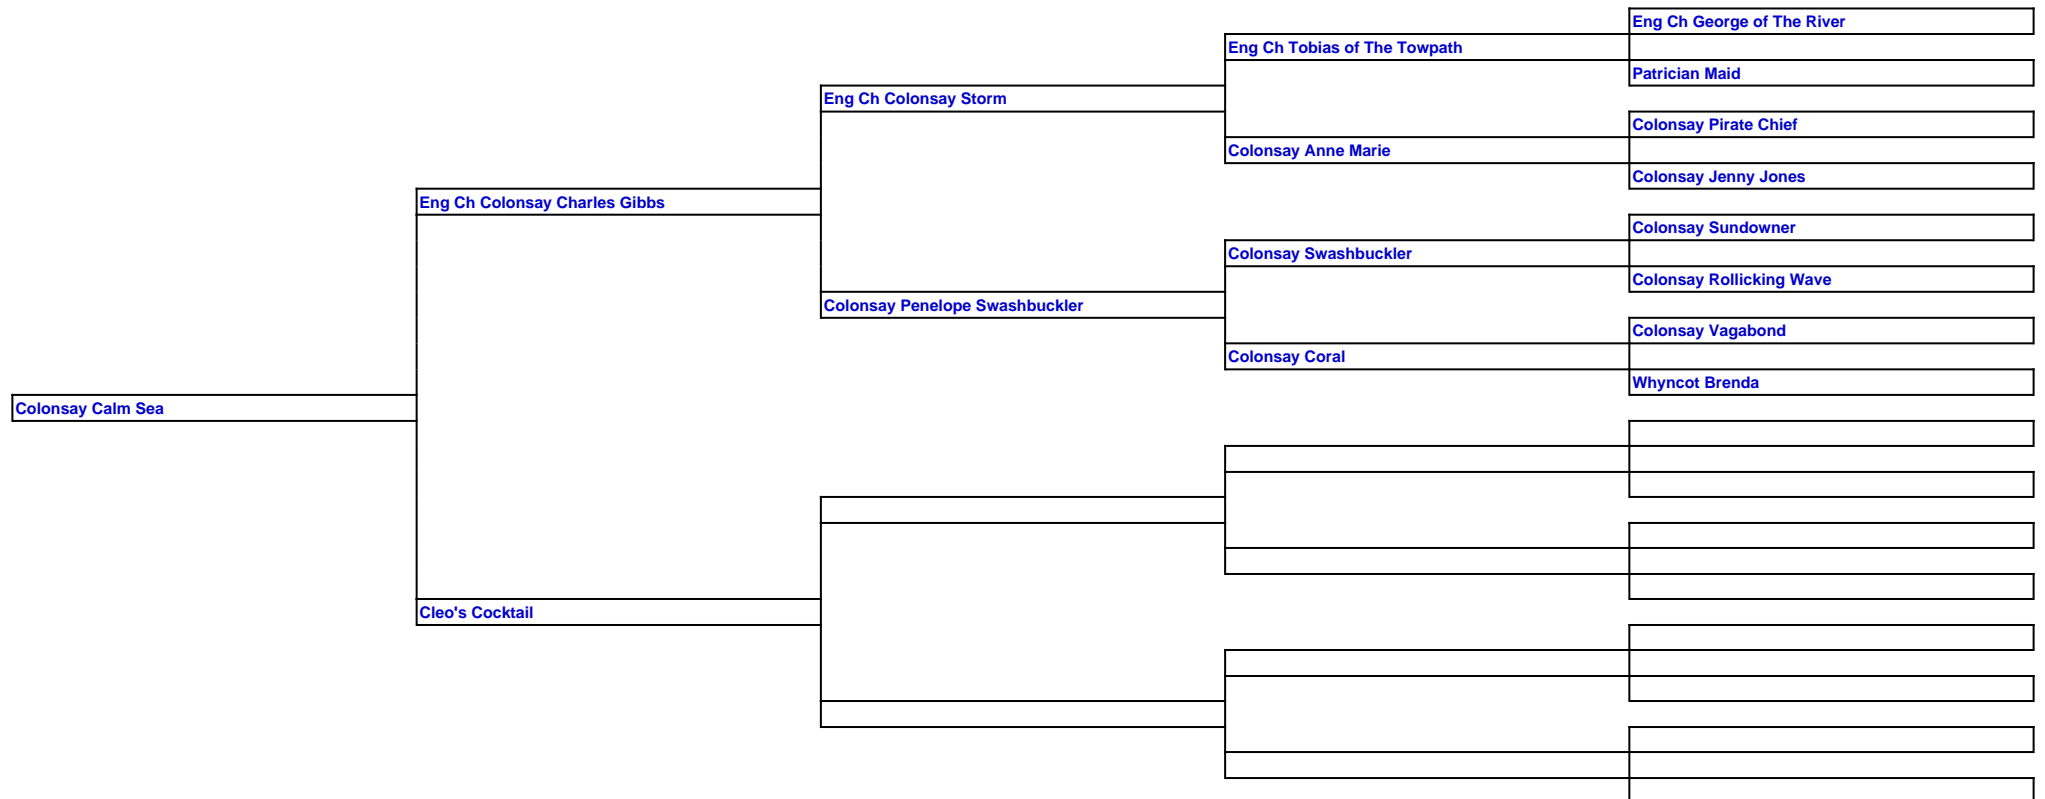 Eng Ch George of The River
Eng Ch Tobias of The Towpath
Patrician Maid
Eng Ch Colonsay Storm
Colonsay Pirate Chief
Colonsay Anne Marie
Colonsay Jenny Jones
Eng Ch Colonsay Charles Gibbs
Colonsay Sundowner
Colonsay Swashbuckler
Colonsay Rollicking Wave
Colonsay Penelope Swashbuckler
Colonsay Vagabond
Colonsay Coral
Whyncot Brenda
Colonsay Calm Sea
Cleo's Cocktail